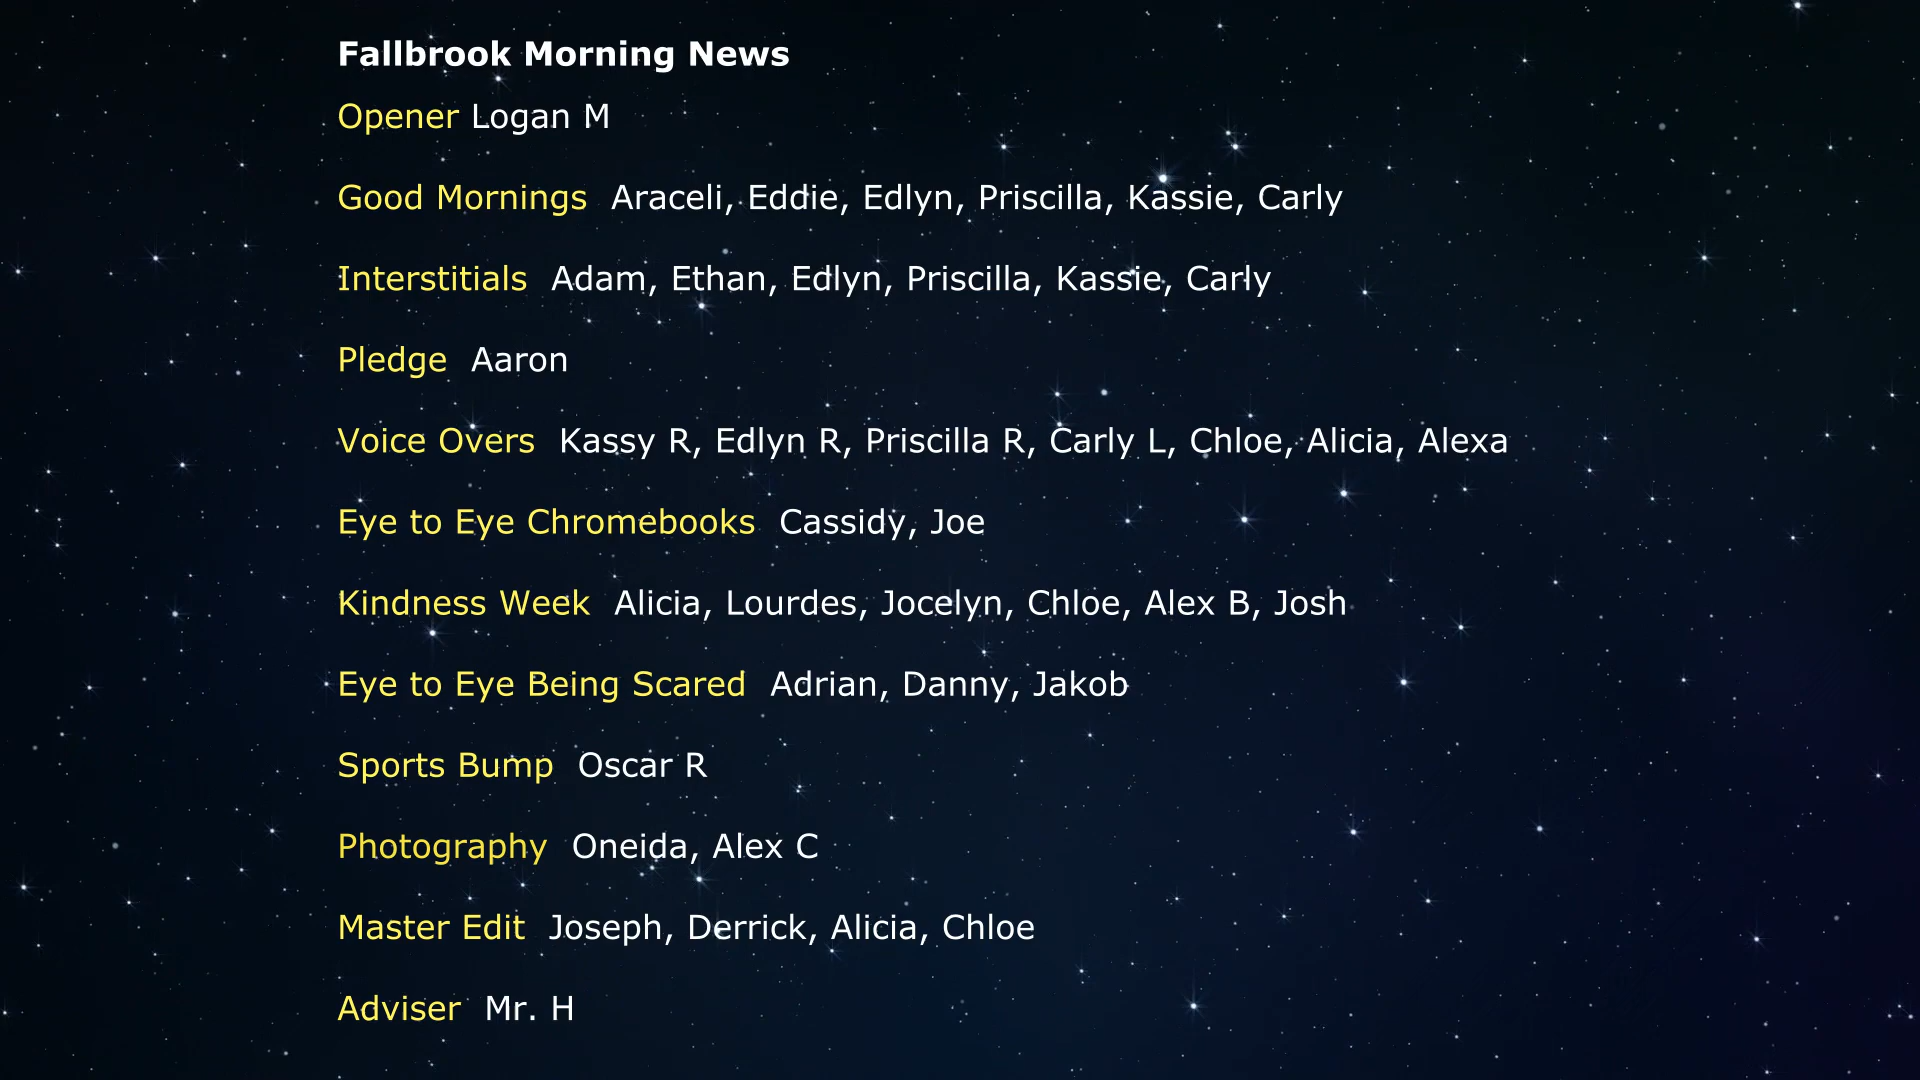 Fallbrook Morning News
Opener Logan M
Good Mornings Araceli, Eddie, Edlyn, Priscilla, Kassie, Carly
Interstitials Adam, Ethan, Edlyn, Priscilla, Kassie, Carly
Pledge Aaron
Voice Overs Kassy R, Edlyn R, Priscilla R, Carly L, Chloe, Alicia, Alexa
Eye to Eye Chromebooks Cassidy, Joe
Kindness Week Alicia, Lourdes, Jocelyn, Chloe, Alex B, Josh
Eye to Eye Being Scared Adrian, Danny, Jakob
Sports Bump Oscar R
Photography Oneida, Alex C
Master Edit Joseph, Derrick, Alicia, Chloe
Adviser Mr. H